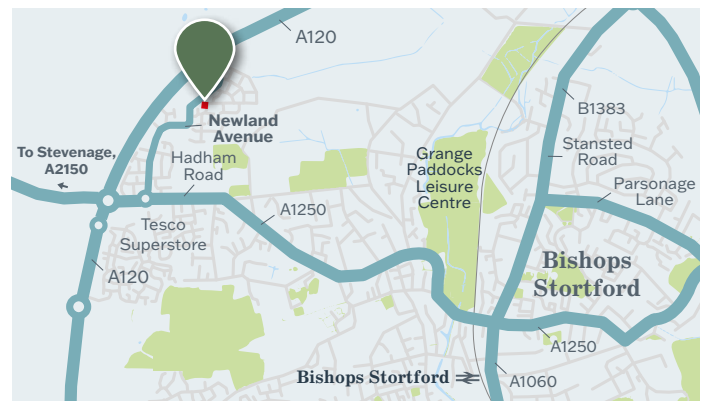 A120
B1383
Newland
Avenue
To Stevenage,
A2150
Hadham
Road
Grange
Paddocks
Leisure
Centre
Stansted
Road
Parsonage
Lane
A1250
Tesco
Superstore
A120
Bishops
Stortford
A1250
Bishops Stortford
A1060